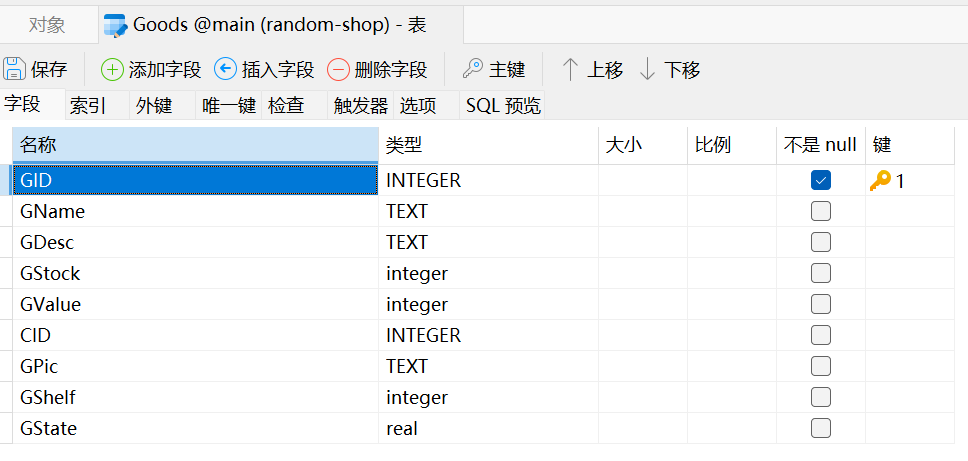 对象 Goods @main (random-shop) - 表
保存 添加字段 插入字段 删除字段 主键 上移 下移
字段 索引 外键 唯一键 检查 触发器 选项 SQL 预览
名称 类型 大小 比例 不是 null 键
GID INTEGER 1
GName TEXT
GDesc TEXT
GStock integer
GValue integer
CID INTEGER
GPic TEXT
GShelf integer
GState real